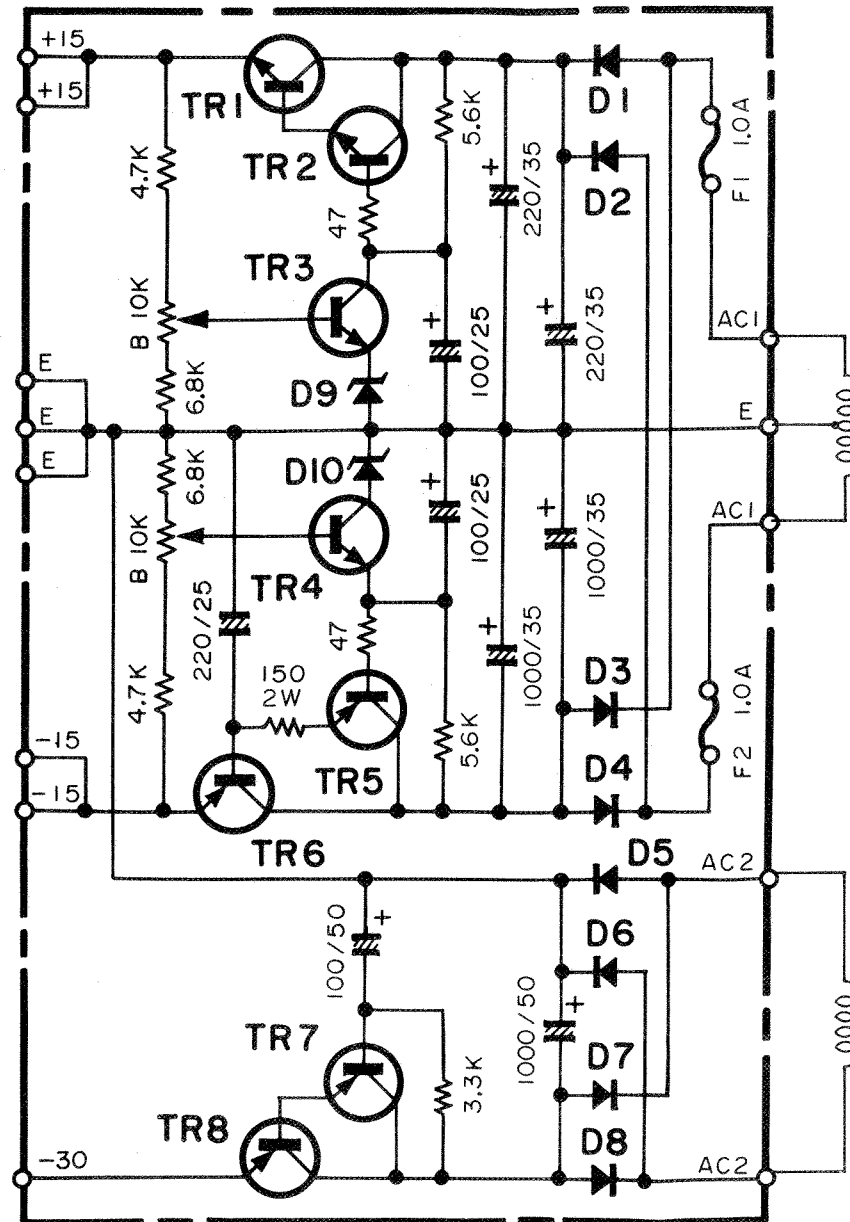 +15
+15
TR1
TR2
5.6K
D1
1.0A
F1
4.7K
47
220/35
D2
TR3
B 10K
100/25
220/35
AC1
6.8K
D9
E
E
E
E
D10
6.8K
100/25
AC1
B 10K
TR4
1000/35
1000/35
220/25
47
4.7K
150
2W
D3
1.0A
F2
TR5
5.6K
D4
-15
-15
TR6
D5
AC2
100/50
D6
1000/50
TR7
D7
3.3K
TR8
D8
-30
AC2